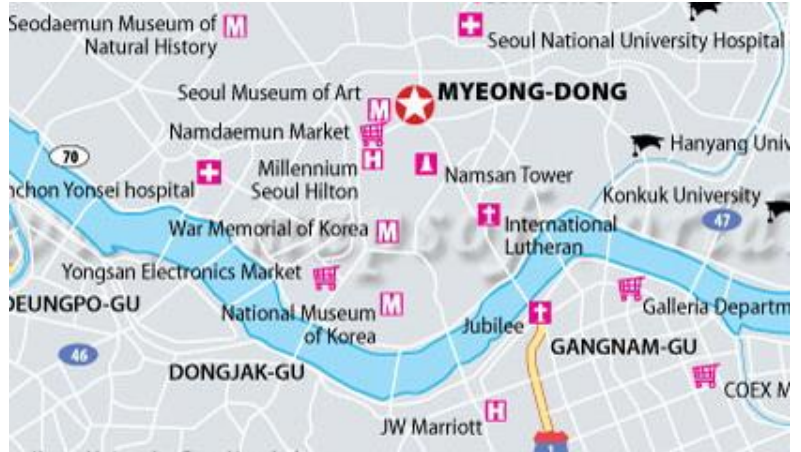 Seodaemun Museum of
Natural History
M
Seoul National University Hospital
Seoul Museum of Art
M
MYEONG-DONG
Namdaemun Market
Hanyang Univ
70
Millennium
Seoul Hilton
H
Namsan Tower
nchon Yonsei hospital
Konkuk University
War Memorial of Korea
M
International
Lutheran
47
Yongsan Electronics Market
DEUNGPO-GU
National Museum
of Korea
M
Jubilee
Galleria Departm
46
DONGJAK-GU
GANGNAM-GU
COEX M
JW Marriott
H
1